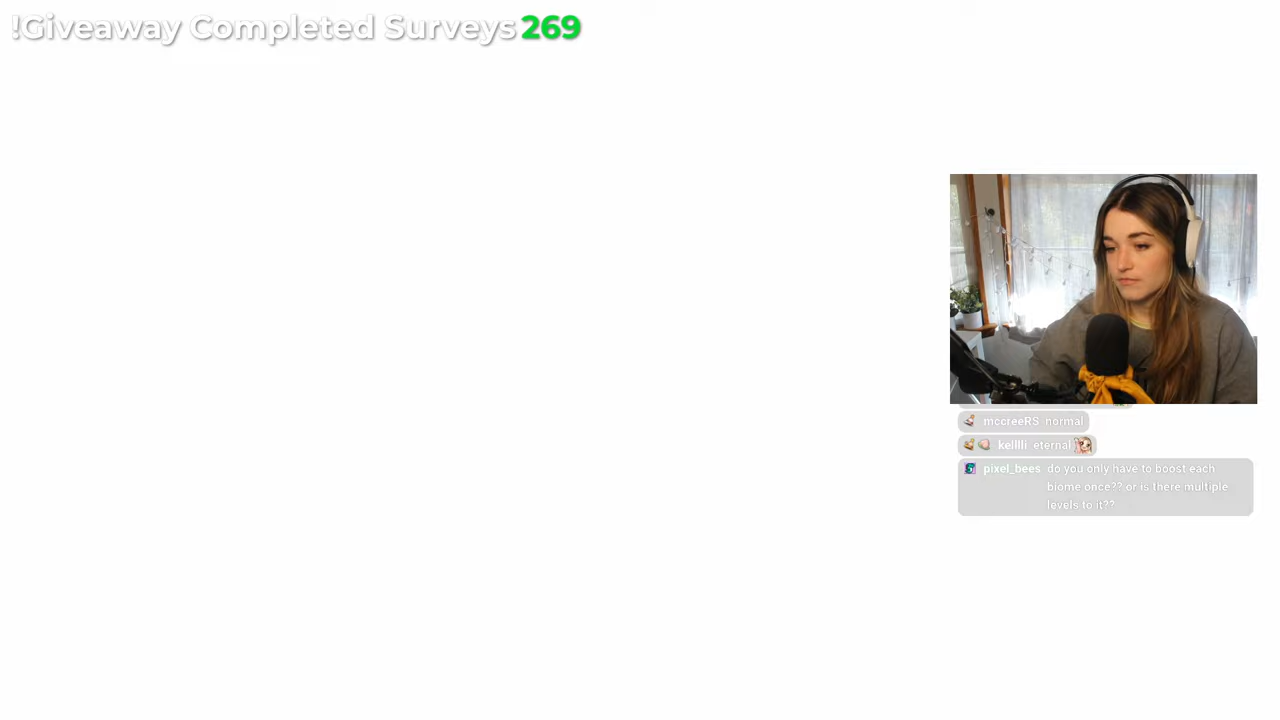 !Giveaway Completed Surveys 269
mccreeRS normal
kelllli eternal
pixel_bees do you only have to boost each
biome once?? or is there multiple
levels to it??